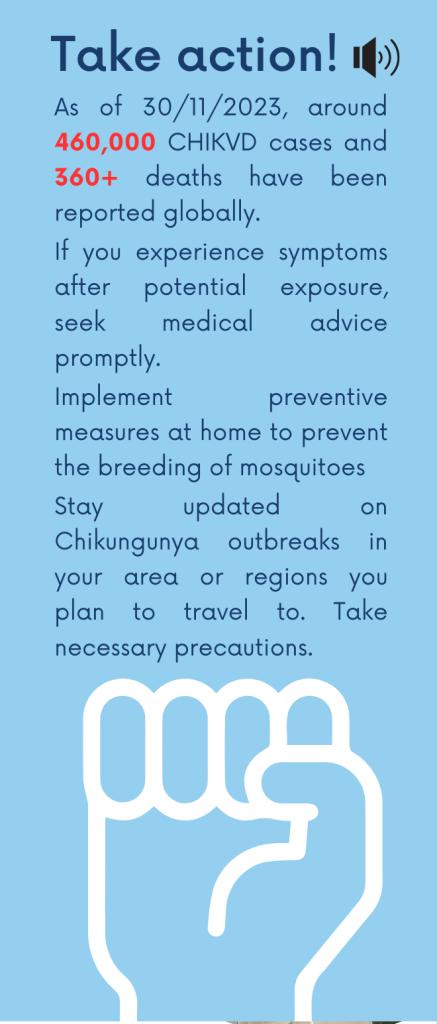 Take action!
As of 30/11/2023, around
460,000 CHIKVD cases and
360+ deaths have been
reported globally.
If you experience symptoms
after potential exposure,
seek medical advice
promptly.
Implement preventive
measures at home to prevent
the breeding of mosquitoes
Stay updated on
Chikungunya outbreaks in
your area or regions you
plan to travel to. Take
necessary precautions.